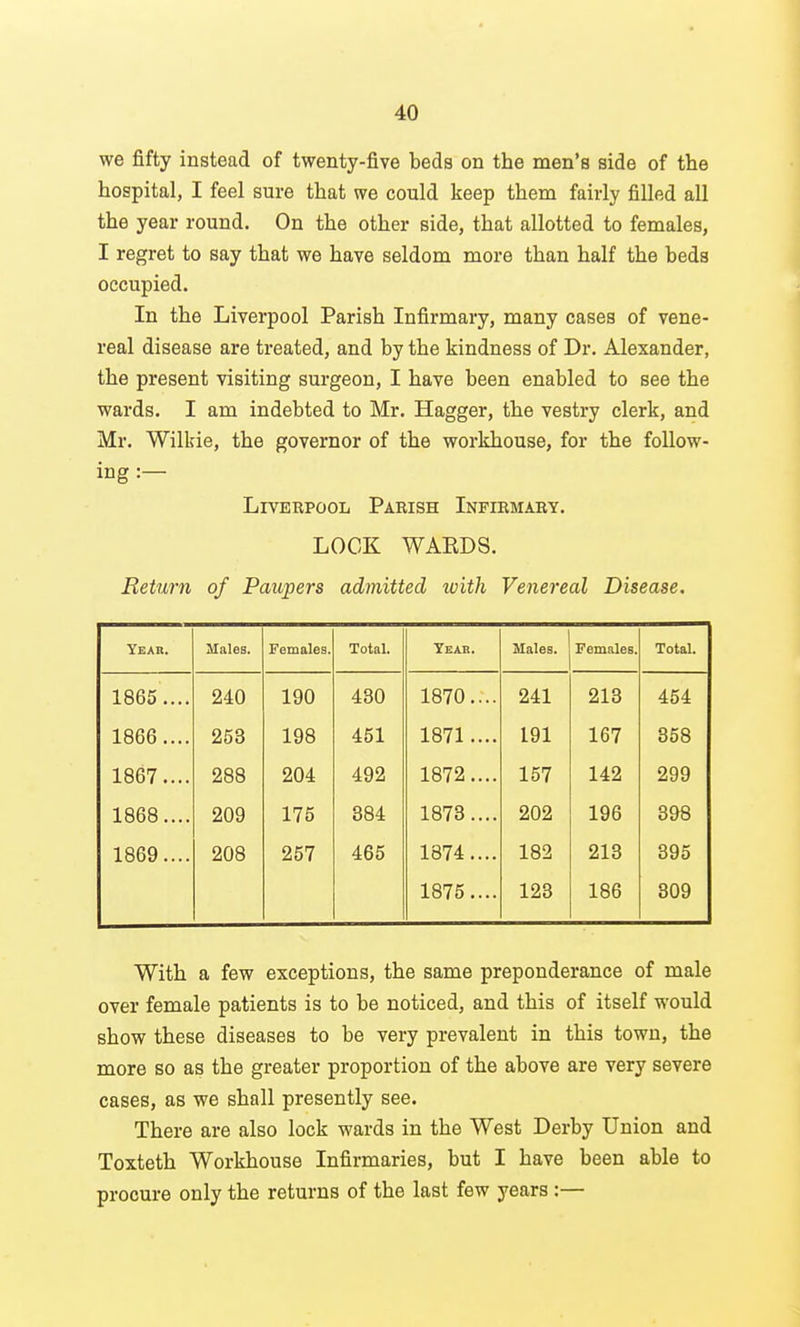 40
we fifty instead of twenty-five beds on the men's side of the
hospital, I feel sure that we could keep them fairly filled all
the year round. On the other side, that allotted to females,
I regret to say that we have seldom more than half the beds
occupied.
In the Liverpool Parish Infirmary, many cases of vene-
real disease are treated, and by the kindness of Dr. Alexander,
the present visiting surgeon, I have been enabled to see the
wards. I am indebted to Mr. Hagger, the vestry clerk, and
Mr. Wilkie, the governor of the workhouse, for the follow-
ing :—
Liverpool Parish Infirmary.
LOCK WARDS.
Return of Paupers admitted with Venereal Disease.
Year. Males. Females. Total. Year. Males. Females. Total.
1865.... 240 190 430 1870.... 241 213 454
1866.... 253 198 451 1871.... 191 167 358
1867.... 288 204 492 1872.... 157 142 299
1868.... 209 175 384 1873.... 202 196 398
1869.... 208 257 465 1874.... 182 213 395
1875.... 123 186 309
With a few exceptions, the same preponderance of male
over female patients is to be noticed, and this of itself would
show these diseases to be very prevalent in this town, the
more so as the greater proportion of the above are very severe
cases, as we shall presently see.
There are also lock wards in the West Derby Union and
Toxteth Workhouse Infirmaries, but I have been able to
procure only the returns of the last few years :—